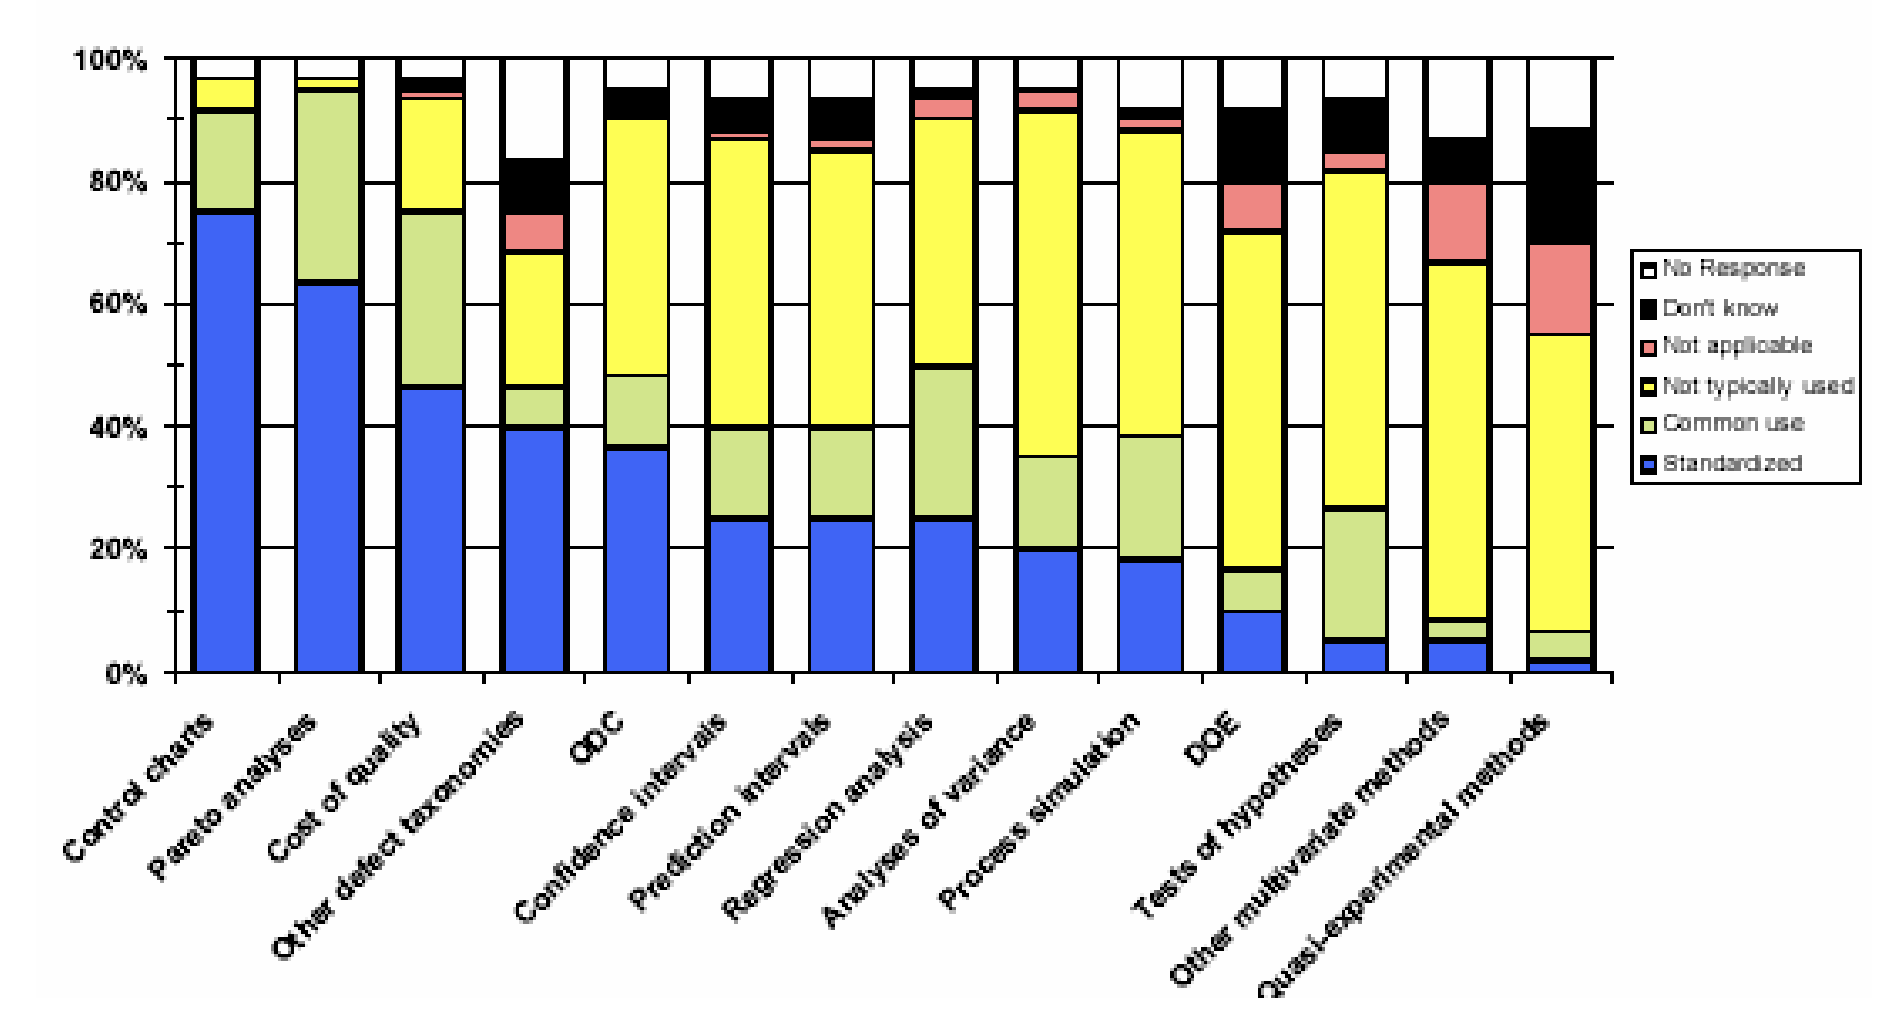 100%
80%
60%
40%
20%
0%
Control charts
Pareto analyses
Cost of quality
Other defect taxonomies
ODC
Confidence intervals
Prediction intervals
Regression analysis
Analyses of variance
Process simulation
DOE
Tests of hypotheses
Other multivariate methods
Quasi-experimental methods
No Response
Don't know
Not applicable
Not typically used
Common use
Standardized